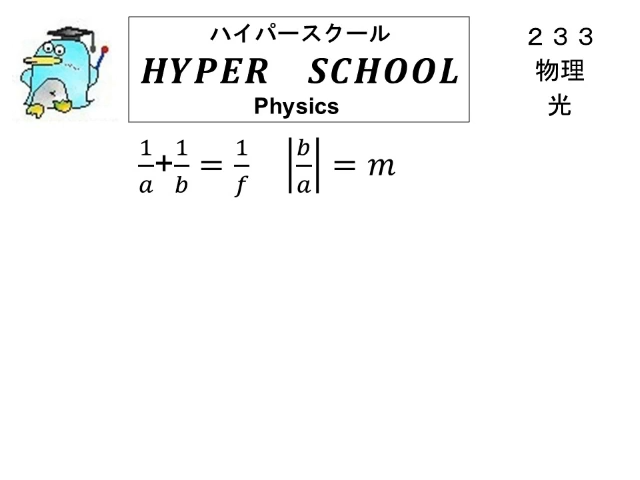 ハイパースクール
HYPER SCHOOL
Physics
２３３
物理
光
1/a+1/b = 1/f |b/a| = m